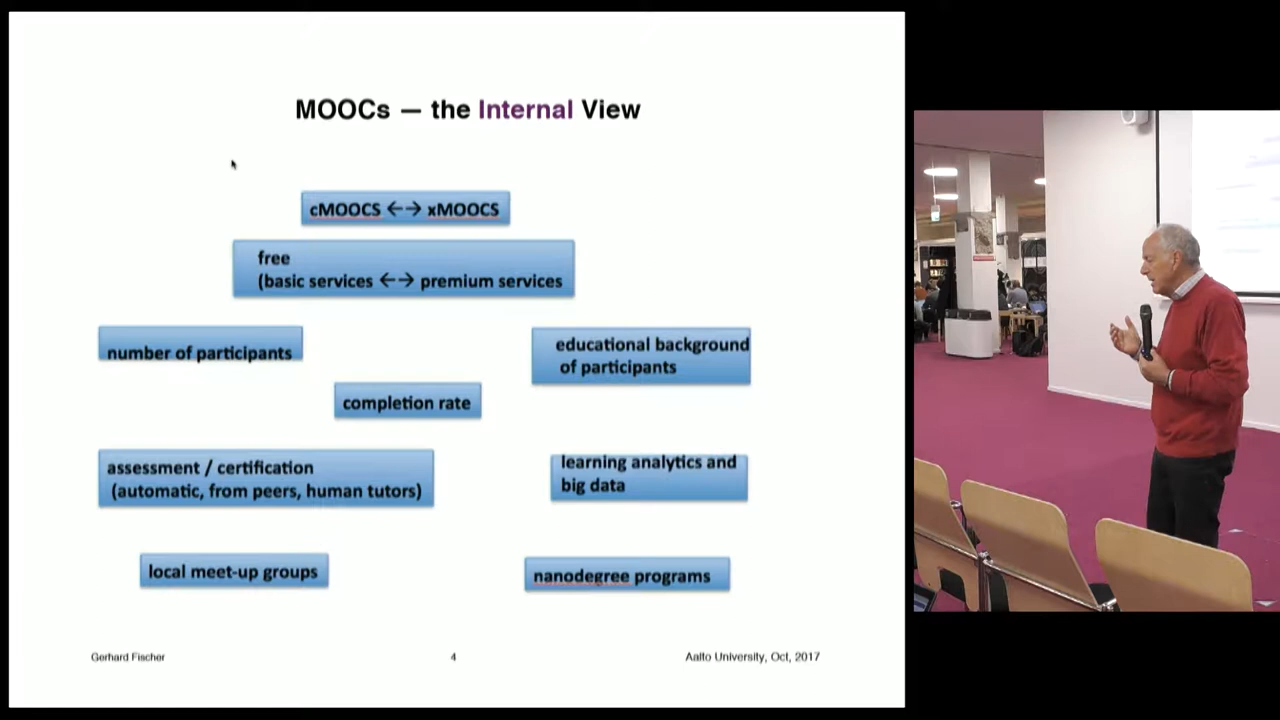 MOOCs — the Internal View
cMOOCS ←→ xMOOCS
free
(basic services ←→ premium services
number of participants
educational background
of participants
completion rate
assessment / certification
(automatic, from peers, human tutors)
learning analytics and
big data
local meet-up groups
nanodegree programs
Gerhard Fischer
4
Aalto University, Oct, 2017